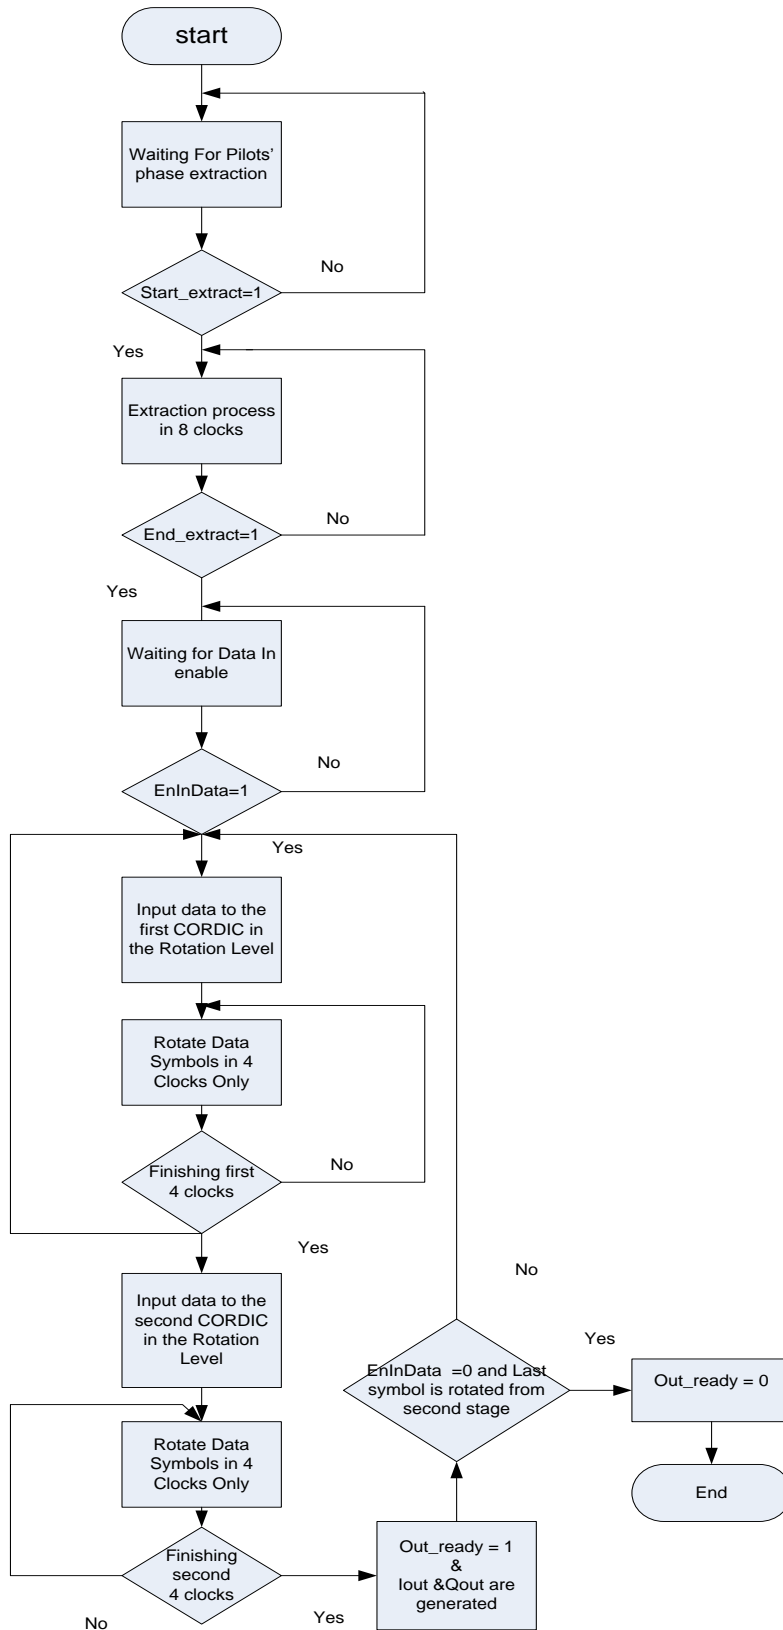 start
Waiting For Pilots'
phase extraction
No
Start_extract=1
Yes
Extraction process
in 8 clocks
No
End_extract=1
Yes
Waiting for Data In
enable
No
EnInData=1
Yes
Input data to the
first CORDIC in
the Rotation Level
Rotate Data
Symbols in 4
Clocks Only
Finishing first
4 clocks
No
Yes
Input data to the
second CORDIC
in the Rotation
Level
Rotate Data
Symbols in 4
Clocks Only
Finishing
second
4 clocks
No
Yes
Out_ready = 1
&
Iout &Qout are
generated
EnInData =0 and Last
symbol is rotated from
second stage
No
Yes
Out_ready = 0
End